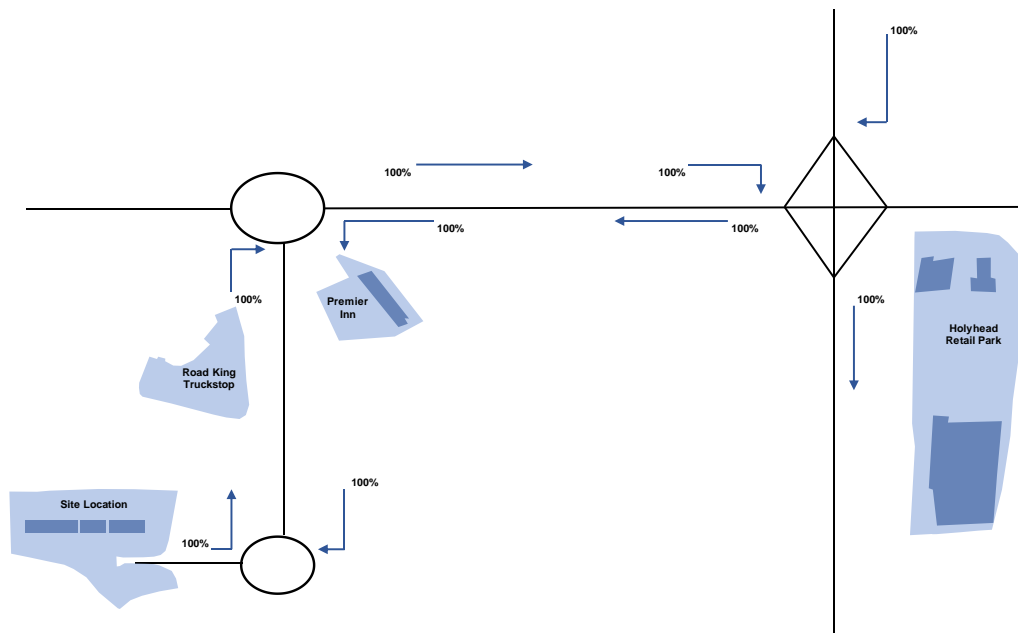 100%
100%
100%
100%
100%
100%
100%
Premier
Inn
Holyhead
Retail Park
Road King
Truckstop
100%
Site Location
100%